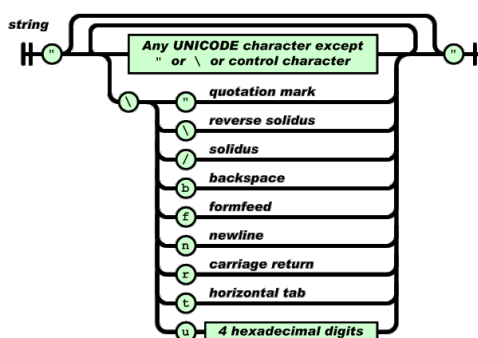 string
" Any UNICODE character except "
" or \ or control character
\ " quotation mark
\ reverse solidus
/ solidus
b backspace
f formfeed
n newline
r carriage return
t horizontal tab
u 4 hexadecimal digits